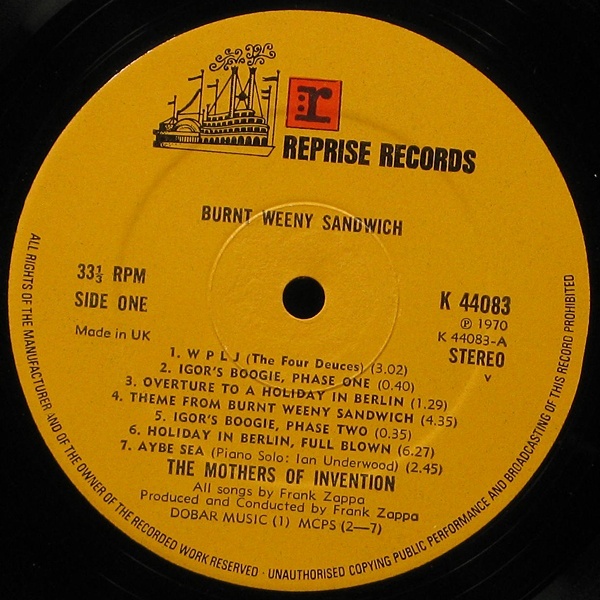 r
REPRISE RECORDS
BURNT WEENY SANDWICH
33⅓ RPM
SIDE ONE
Made in UK
K 44083
Ⓟ 1970
K 44083-A
STEREO
V
1. W P L J (The Four Deuces) (3.02)
2. IGOR'S BOOGIE, PHASE ONE (0.40)
3. OVERTURE TO A HOLIDAY IN BERLIN (1.29)
4. THEME FROM BURNT WEENY SANDWICH (4.35)
5. IGOR'S BOOGIE, PHASE TWO (0.35)
6. HOLIDAY IN BERLIN, FULL BLOWN (6.27)
7. AYBE SEA (Piano Solo: Ian Underwood) (2.45)
THE MOTHERS OF INVENTION
All songs by Frank Zappa
Produced and Conducted by Frank Zappa
DOBAR MUSIC (1) MCPS (2—7)
ALL RIGHTS OF THE MANUFACTURER AND OF THE OWNER OF THE RECORDED WORK RESERVED · UNAUTHORISED COPYING PUBLIC PERFORMANCE AND BROADCASTING OF THIS RECORD PROHIBITED